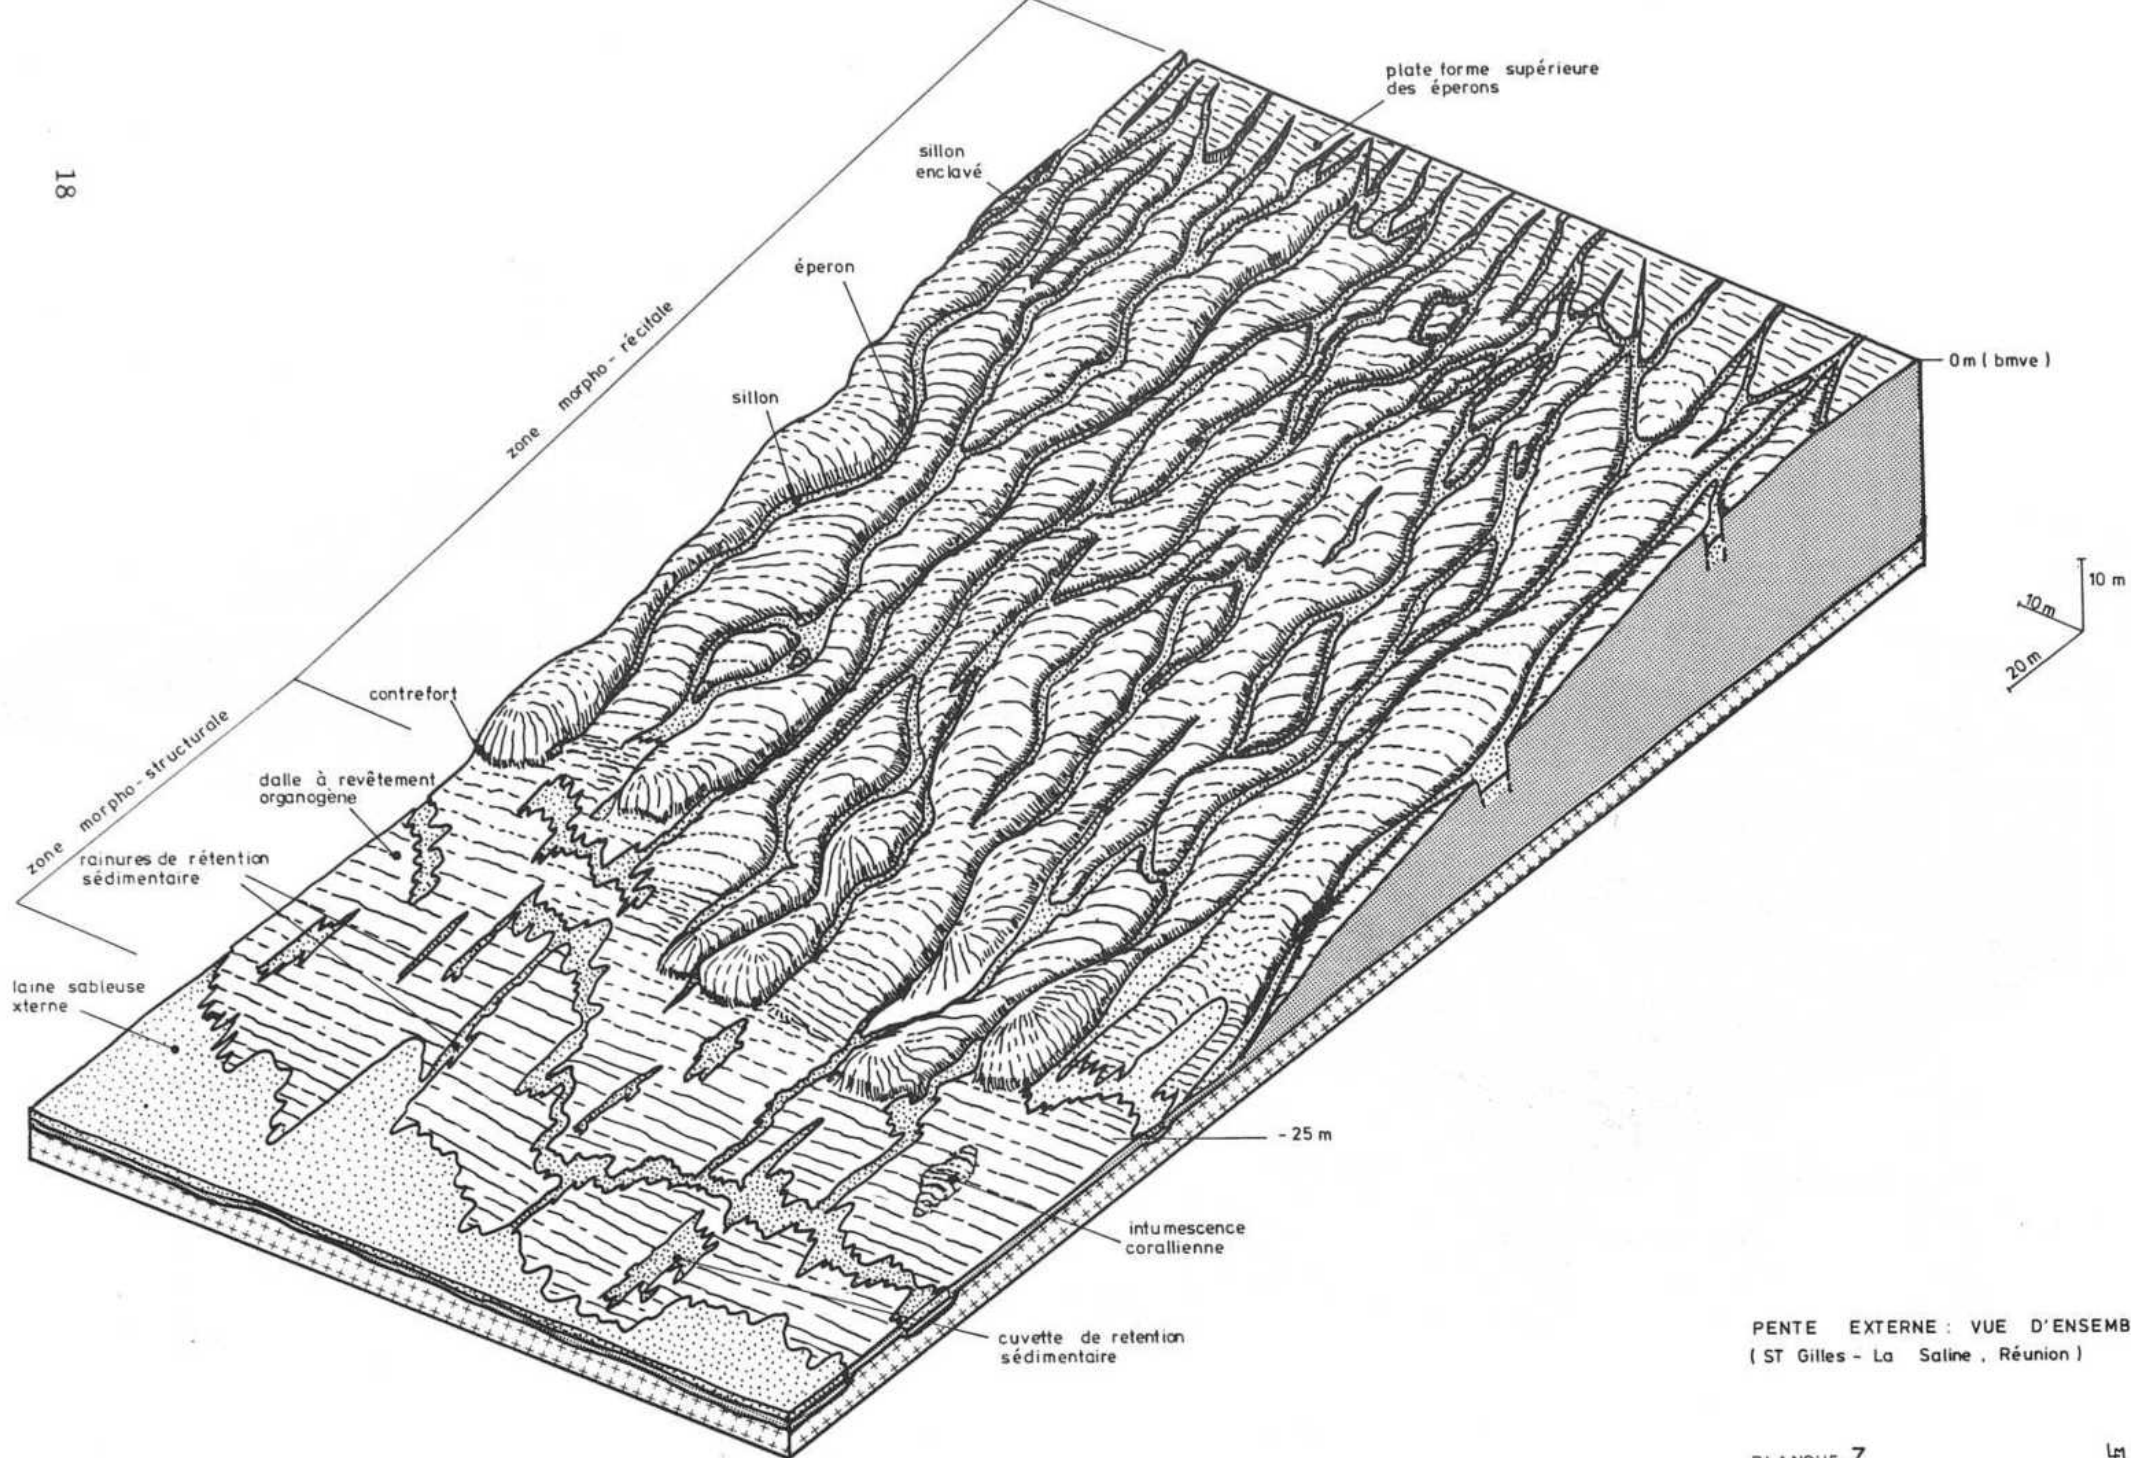 18
plate forme supérieure
des éperons
sillon
enclavé
éperon
sillon
zone morpho-récifale
0 m ( bmve )
10 m
10 m
20 m
contrefort
zone morpho-structurale
dalle à revêtement
organogène
rainures de rétention
sédimentaire
laine sableuse
xterne
- 25 m
intumescence
corallienne
cuvette de retention
sédimentaire
PENTE EXTERNE : VUE D'ENSEMB
( ST Gilles - La Saline , Réunion )